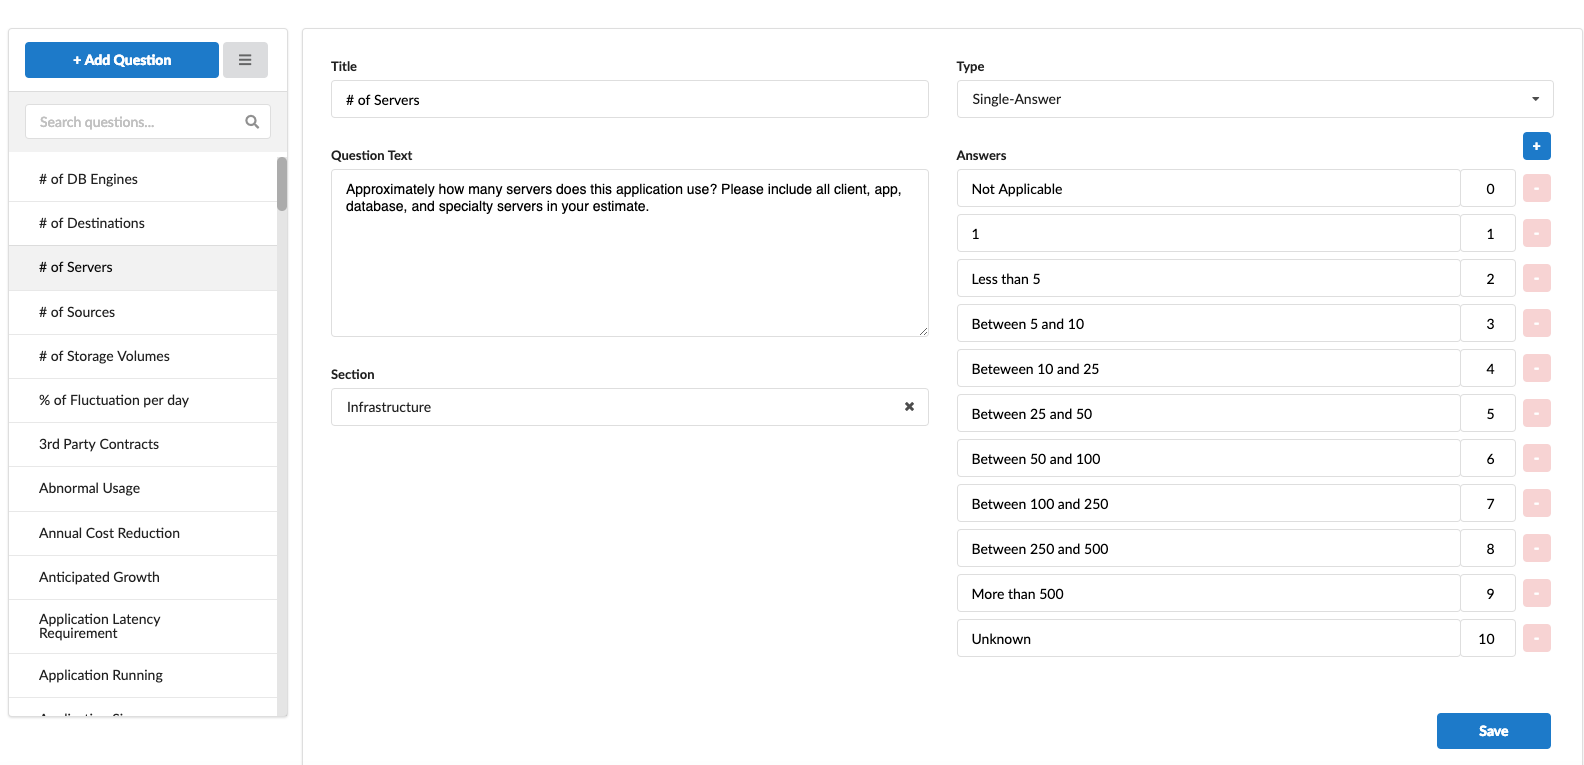 + Add Question
Search questions...
# of DB Engines
# of Destinations
# of Servers
# of Sources
# of Storage Volumes
% of Fluctuation per day
3rd Party Contracts
Abnormal Usage
Annual Cost Reduction
Anticipated Growth
Application Latency
Requirement
Application Running
Title
# of Servers
Question Text
Approximately how many servers does this application use? Please include all client, app,
database, and specialty servers in your estimate.
Section
Infrastructure
Type
Single-Answer
+
Answers
Not Applicable 0 -
1 1 -
Less than 5 2 -
Between 5 and 10 3 -
Beteween 10 and 25 4 -
Between 25 and 50 5 -
Between 50 and 100 6 -
Between 100 and 250 7 -
Between 250 and 500 8 -
More than 500 9 -
Unknown 10 -
Save